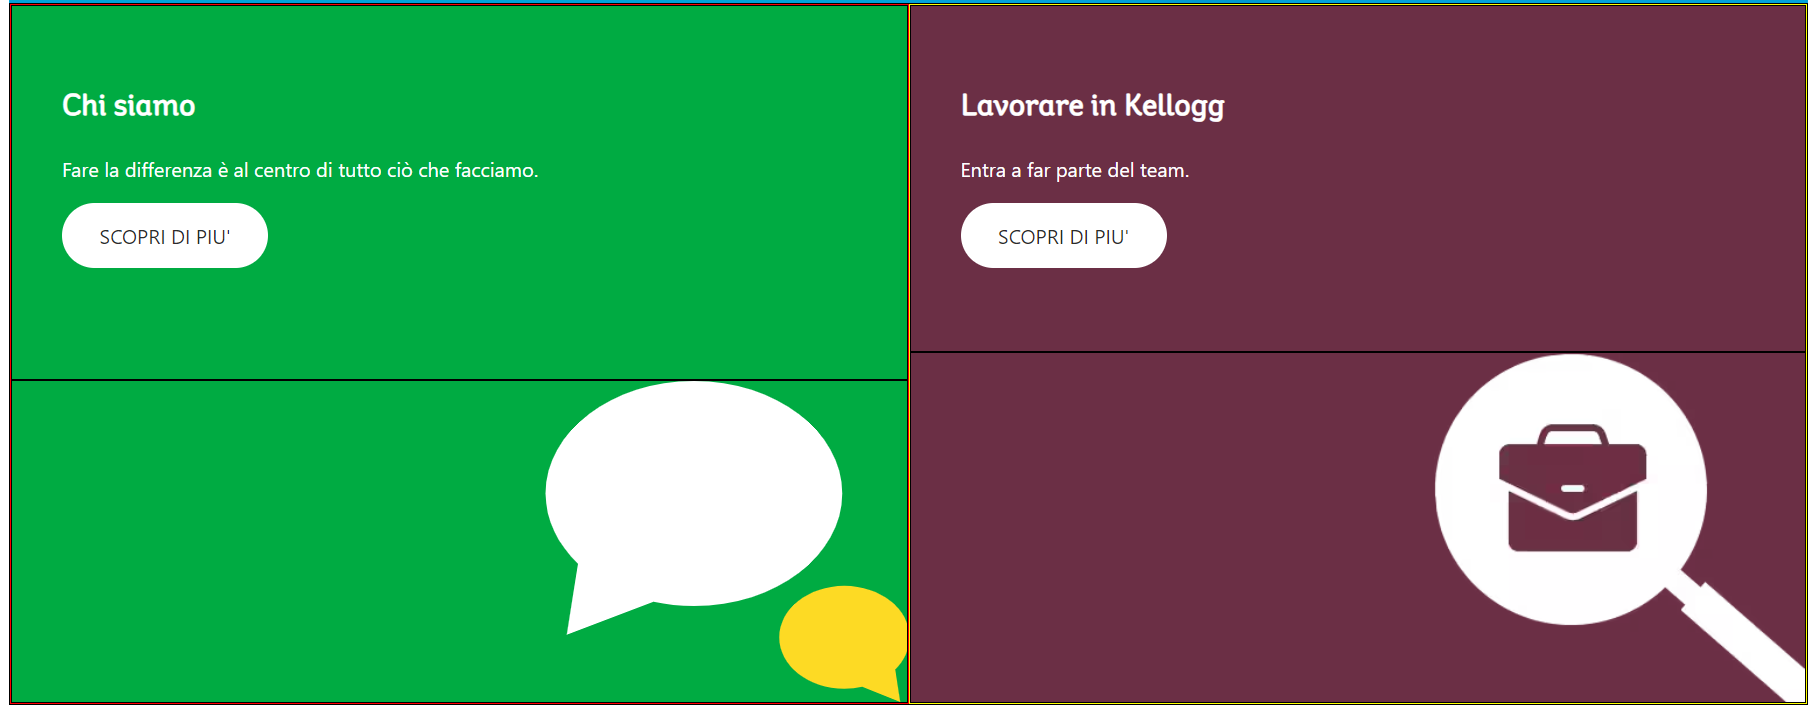 Chi siamo
Fare la differenza è al centro di tutto ciò che facciamo.
SCOPRI DI PIU'
Lavorare in Kellogg
Entra a far parte del team.
SCOPRI DI PIU'